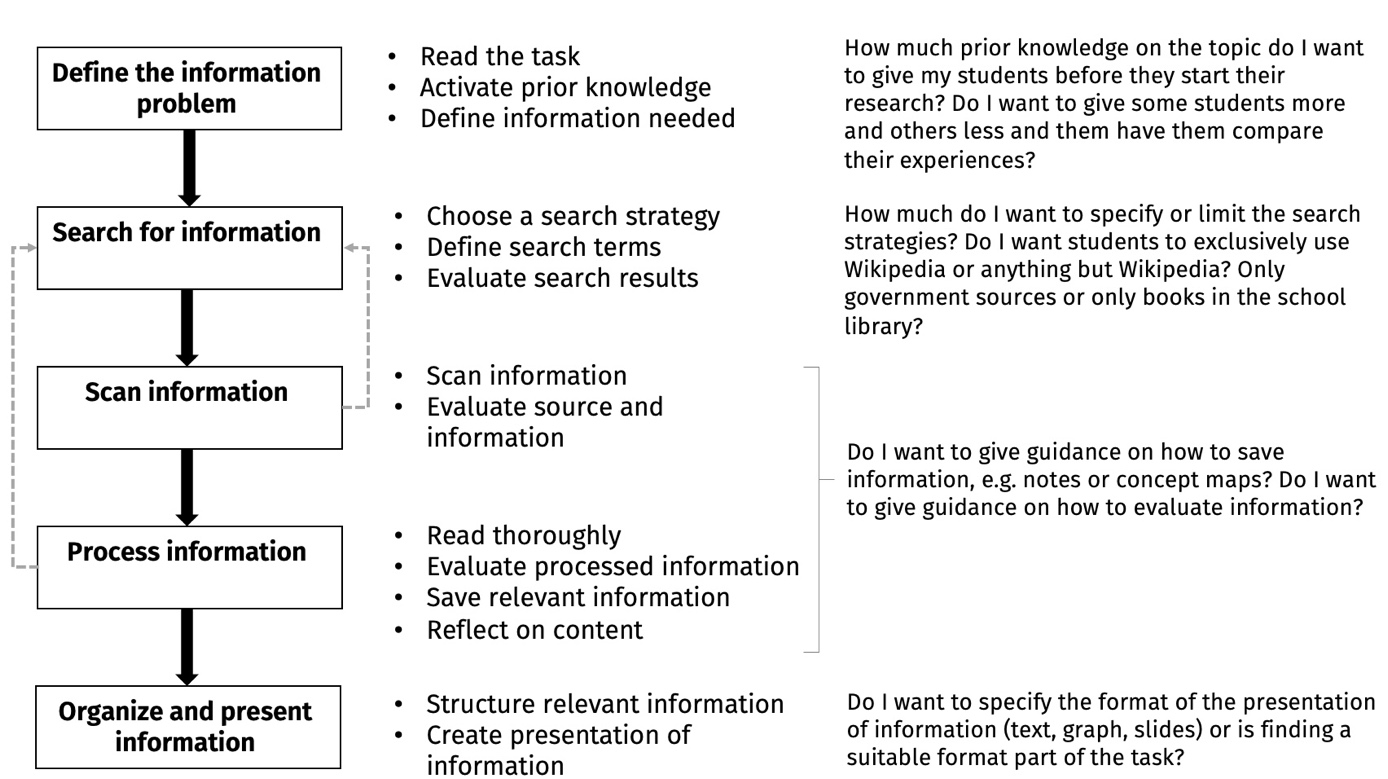 Define the information
problem
• Read the task
• Activate prior knowledge
• Define information needed
How much prior knowledge on the topic do I want
to give my students before they start their
research? Do I want to give some students more
and others less and them have them compare
their experiences?
Search for information
• Choose a search strategy
• Define search terms
• Evaluate search results
How much do I want to specify or limit the search
strategies? Do I want students to exclusively use
Wikipedia or anything but Wikipedia? Only
government sources or only books in the school
library?
Scan information
• Scan information
• Evaluate source and
information
Do I want to give guidance on how to save
information, e.g. notes or concept maps? Do I want
to give guidance on how to evaluate information?
Process information
• Read thoroughly
• Evaluate processed information
• Save relevant information
• Reflect on content
Organize and present
information
• Structure relevant information
• Create presentation of
information
Do I want to specify the format of the presentation
of information (text, graph, slides) or is finding a
suitable format part of the task?